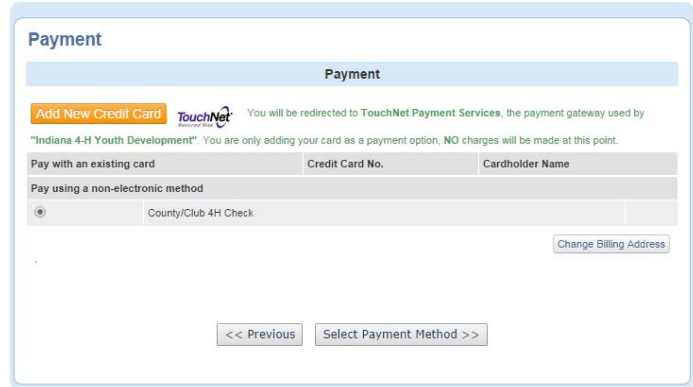 Payment
Payment
Add New Credit Card TouchNet Secured Site You will be redirected to TouchNet Payment Services, the payment gateway used by
"Indiana 4-H Youth Development". You are only adding your card as a payment option, NO charges will be made at this point.
Pay with an existing card Credit Card No. Cardholder Name
Pay using a non-electronic method
County/Club 4H Check
Change Billing Address
<< Previous Select Payment Method >>